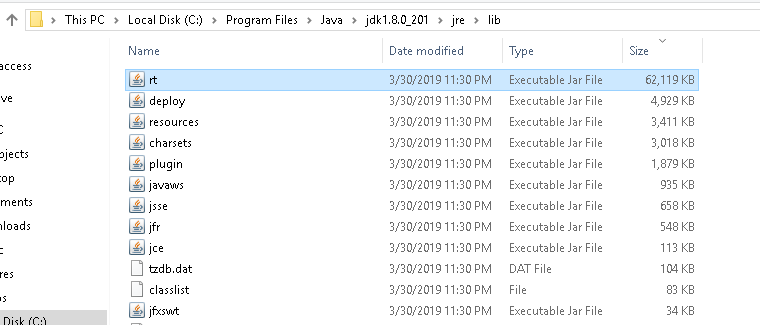 This PC > Local Disk (C:) > Program Files > Java > jdk1.8.0_201 > jre > lib
Name Date modified Type Size
access
rt 3/30/2019 11:30 PM Executable Jar File 62,119 KB
ve
deploy 3/30/2019 11:30 PM Executable Jar File 4,929 KB
resources 3/30/2019 11:30 PM Executable Jar File 3,411 KB
C
charsets 3/30/2019 11:30 PM Executable Jar File 3,018 KB
bjects
plugin 3/30/2019 11:30 PM Executable Jar File 1,879 KB
top
javaws 3/30/2019 11:30 PM Executable Jar File 935 KB
ments
jsse 3/30/2019 11:30 PM Executable Jar File 658 KB
nloads
jfr 3/30/2019 11:30 PM Executable Jar File 548 KB
c
jce 3/30/2019 11:30 PM Executable Jar File 113 KB
res
tzdb.dat 3/30/2019 11:30 PM DAT File 104 KB
os
classlist 3/30/2019 11:30 PM File 83 KB
Disk (C:)
jfxswt 3/30/2019 11:30 PM Executable Jar File 34 KB